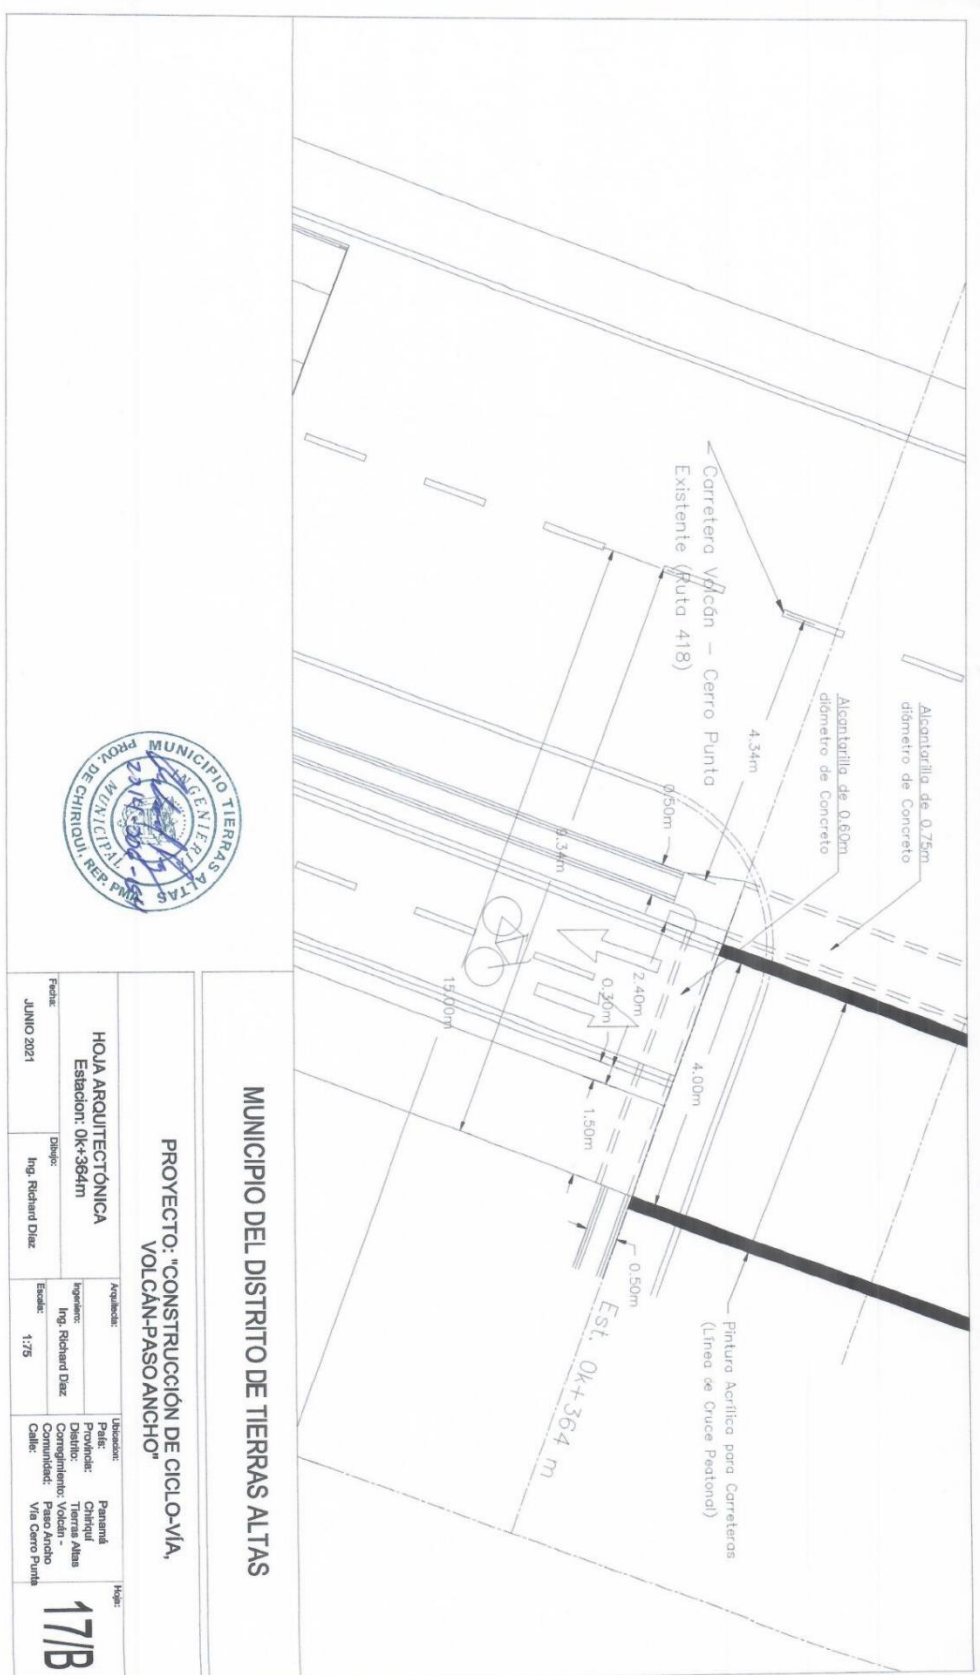 Alcantarilla de 0.75m
diámetro de Concreto
Alcantarilla de 0.60m
diámetro de Concreto
Carretera Volcán – Cerro Punta
Existente (Ruta 418)
4.34m
0.50m
9.34m
15.00m
2.40m
0.30m
4.00m
1.50m
0.50m
Est. 0k+364 m
Pintura Acrílica para Carreteras
(Línea de Cruce Peatonal)
MUNICIPIO TIERRAS ALTAS
PROV. DE CHIRIQUÍ, REP. PMA
INGENIERIA
MUNICIPAL
MUNICIPIO DEL DISTRITO DE TIERRAS ALTAS
PROYECTO: "CONSTRUCCIÓN DE CICLO-VÍA,
VOLCÁN-PASO ANCHO"
HOJA ARQUITECTÓNICA
Estacion: 0k+364m
Fecha:
JUNIO 2021
Dibujo:
Ing. Richard Díaz
Arquitecto:
Ingeniero:
Ing. Richard Díaz
Escala:
1:75
Ubicacion:
País: Panamá
Provincia: Chiriquí
Distrito: Tierras Altas
Corregimiento: Volcán -
Comunidad: Paso Ancho
Calle: Vía Cerro Punta
Hoja:
17/B